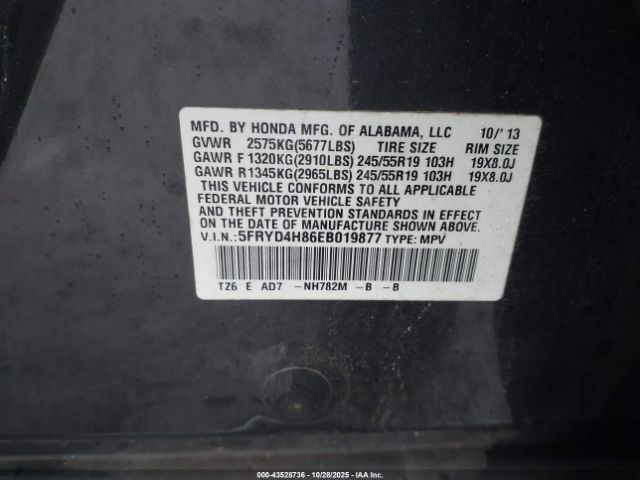 MFD. BY HONDA MFG. OF ALABAMA, LLC 10/'13
GVWR 2575KG(5677LBS) TIRE SIZE RIM SIZE
GAWR F 1320KG(2910LBS) 245/55R19 103H 19X8.0J
GAWR R 1345KG(2965LBS) 245/55R19 103H 19X8.0J
THIS VEHICLE CONFORMS TO ALL APPLICABLE
FEDERAL MOTOR VEHICLE SAFETY
AND THEFT PREVENTION STANDARDS IN EFFECT
ON THE DATE OF MANUFACTURE SHOWN ABOVE.
V.I.N.: 5FRYD4H86EB019877 TYPE: MPV
TZ6 E AD7 -NH782M -B -B
000-43528736 | 10/28/2025 | IAA Inc.